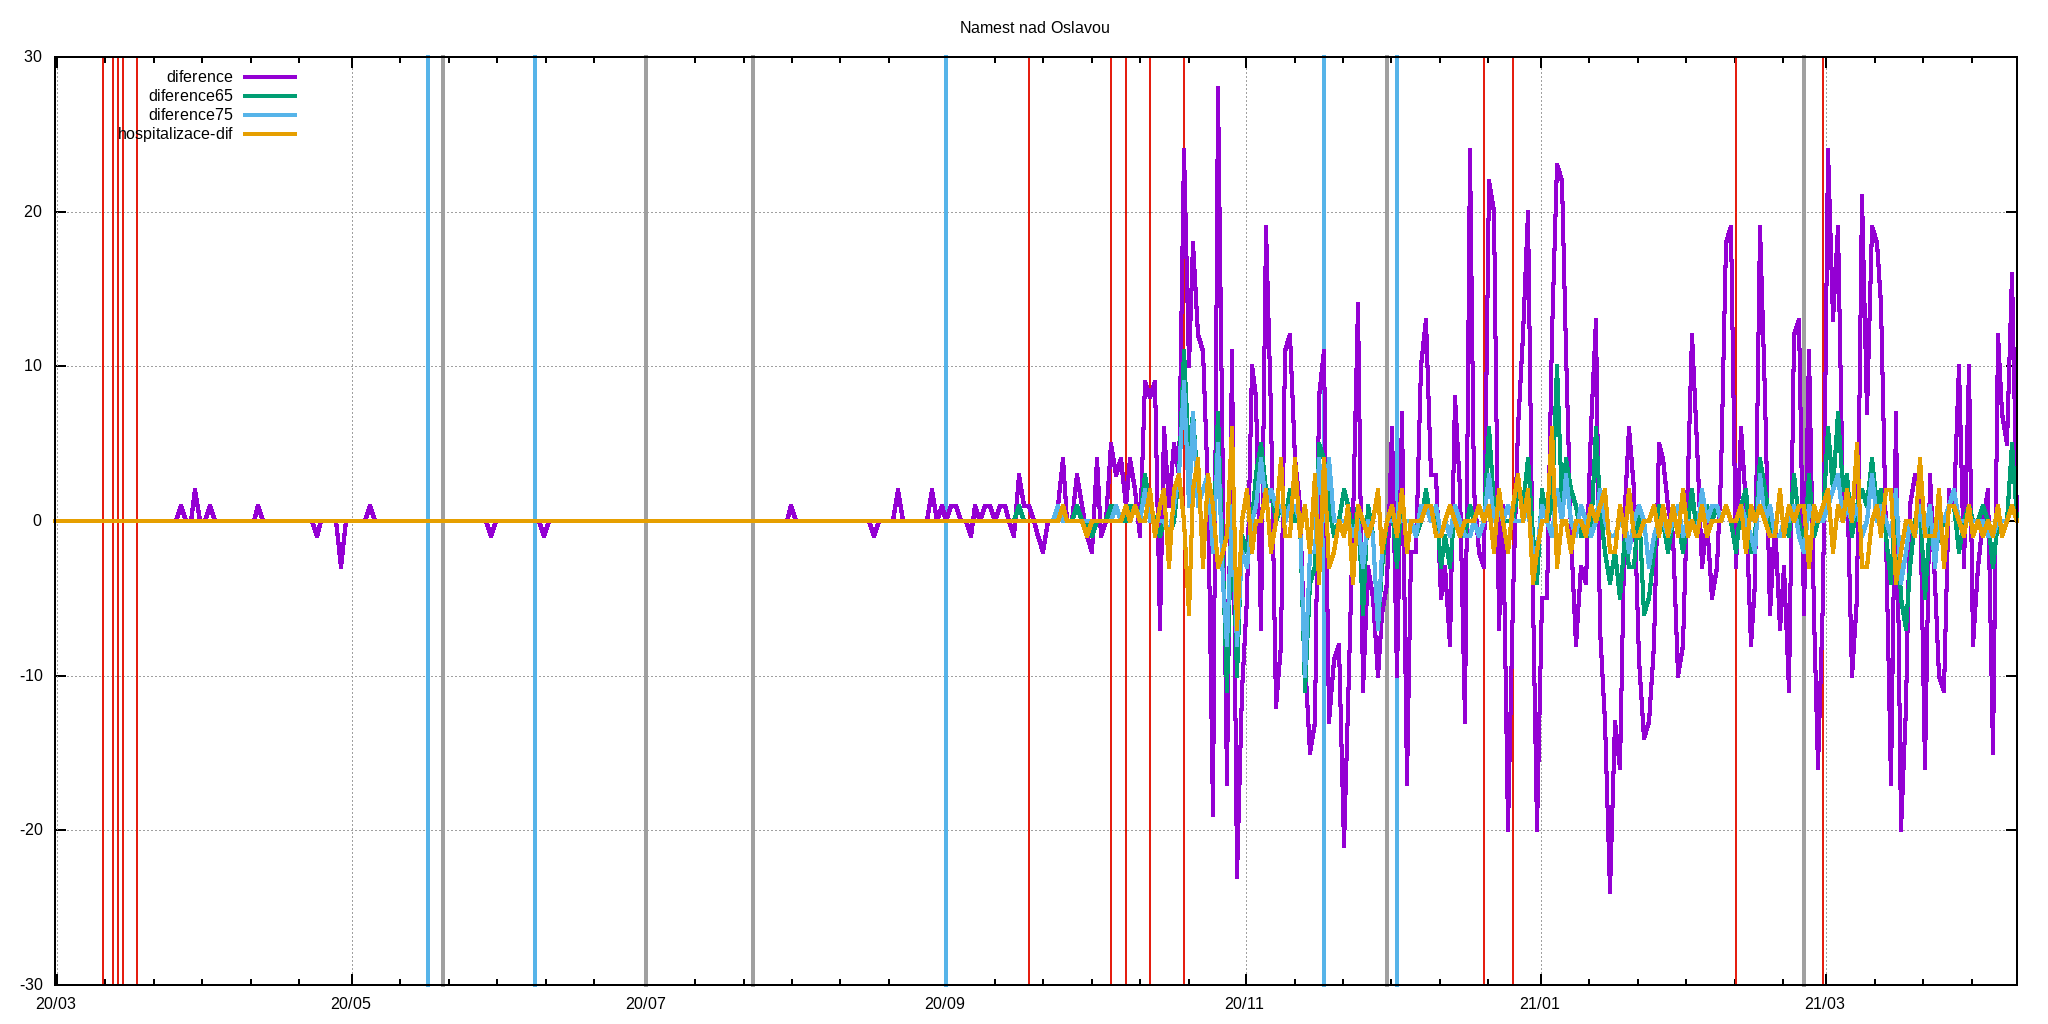 Namest nad Oslavou
30
diference
diference65
diference75
hospitalizace-dif
20
10
0
-10
-20
-30
20/03 20/05 20/07 20/09 20/11 21/01 21/03